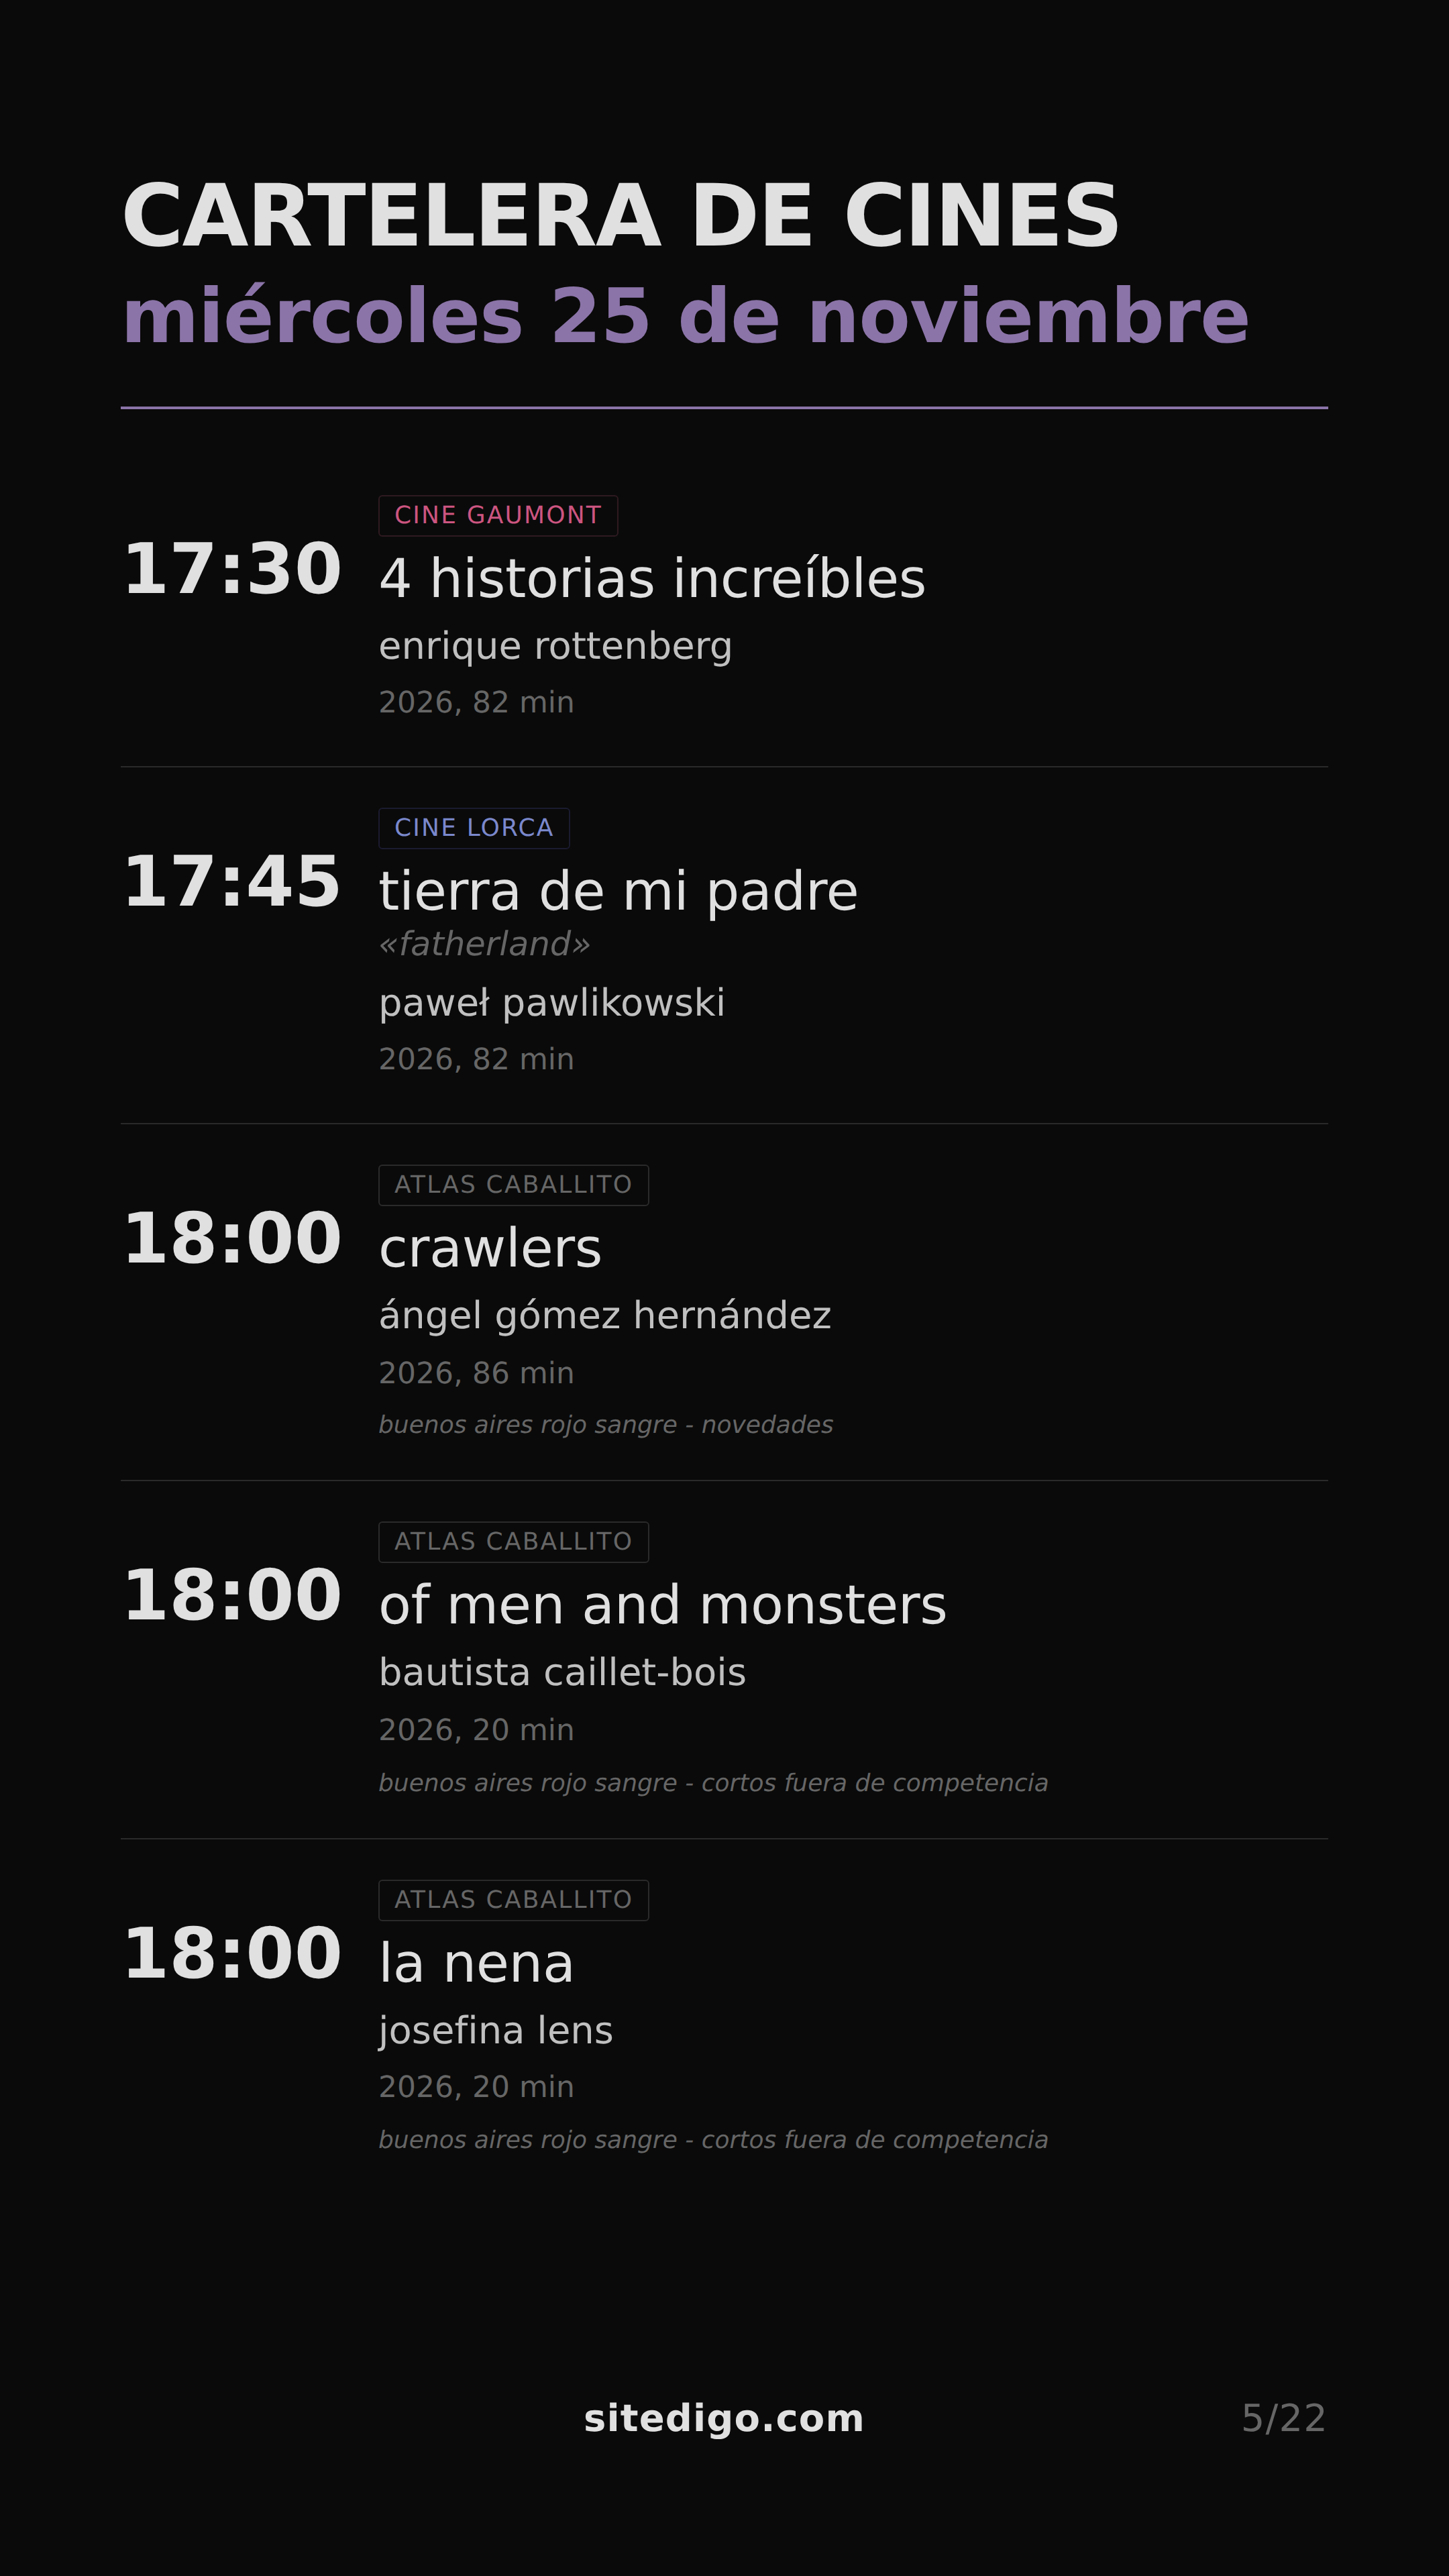 CARTELERA DE CINES
miércoles 25 de noviembre
CINE GAUMONT
17:30
4 historias increíbles
enrique rottenberg
2026, 82 min
CINE LORCA
17:45
tierra de mi padre
«fatherland»
paweł pawlikowski
2026, 82 min
ATLAS CABALLITO
18:00
crawlers
ángel gómez hernández
2026, 86 min
buenos aires rojo sangre - novedades
ATLAS CABALLITO
18:00
of men and monsters
bautista caillet-bois
2026, 20 min
buenos aires rojo sangre - cortos fuera de competencia
ATLAS CABALLITO
18:00
la nena
josefina lens
2026, 20 min
buenos aires rojo sangre - cortos fuera de competencia
sitedigo.com
5/22